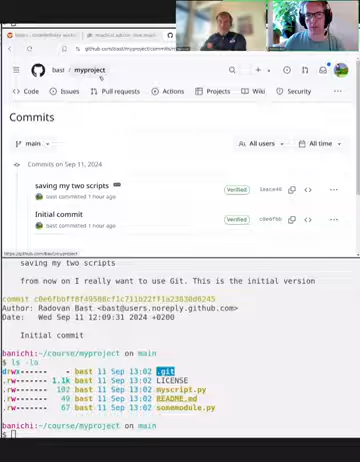 github.com/bast/myproject/commits/m
bast / myproject
Code
Issues
Pull requests
Actions
Projects
Wiki
Security
Commits
main
All users
All time
Commits on Sep 11, 2024
saving my two scripts
bast committed 1 hour ago
Verified
Initial commit
bast committed 1 hour ago
Verified
https://github.com/bast/myproject
saving my two scripts
from now on I really want to use Git. This is the initial version
Author: Radovan Bast <bast@users.noreply.github.com>
Date: Wed Sep 11 12:09:31 2024 +0200
Initial commit
banichi:~/course/myproject on main
$ ls -la
drwx------ - bast 11 Sep 13:02 .git
.rw------- 1.1k bast 11 Sep 13:02 LICENSE
.rw------- 102 bast 11 Sep 13:02 myscript.py
.rw------- 49 bast 11 Sep 13:02 README.md
.rw------- 67 bast 11 Sep 13:02 somemodule.py
banichi:~/course/myproject on main
$